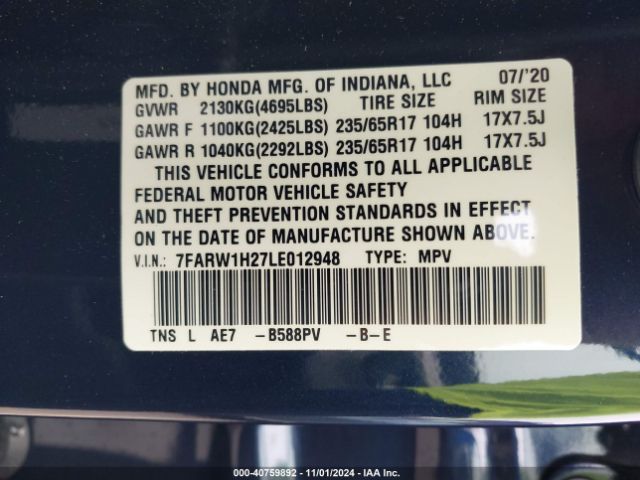 MFD. BY HONDA MFG. OF INDIANA, LLC 07/'20
GVWR 2130KG(4695LBS) TIRE SIZE RIM SIZE
GAWR F 1100KG(2425LBS) 235/65R17 104H 17X7.5J
GAWR R 1040KG(2292LBS) 235/65R17 104H 17X7.5J
THIS VEHICLE CONFORMS TO ALL APPLICABLE
FEDERAL MOTOR VEHICLE SAFETY
AND THEFT PREVENTION STANDARDS IN EFFECT
ON THE DATE OF MANUFACTURE SHOWN ABOVE.
V.I.N.: 7FARW1H27LE012948 TYPE: MPV
TNS L AE7 -B588PV -B-E
000-40759892 - 11/01/2024 - IAA Inc.